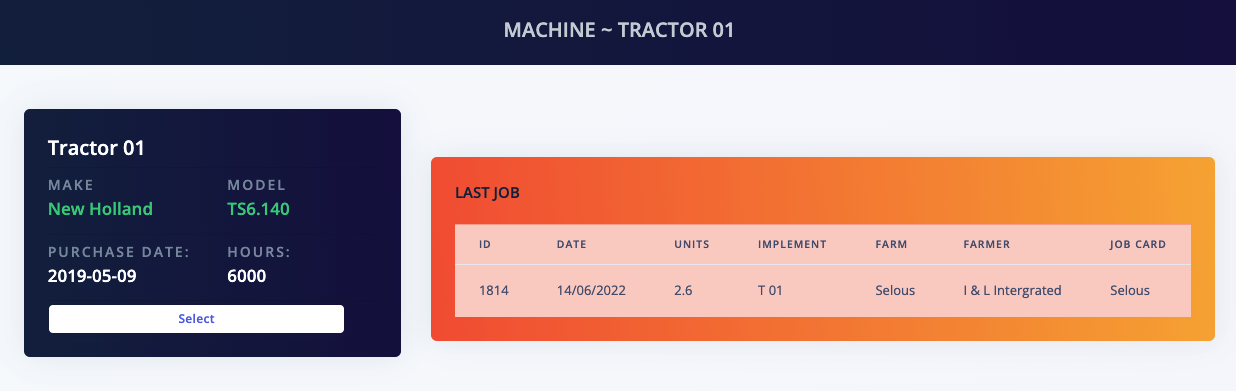 MACHINE ~ TRACTOR 01
Tractor 01
MAKE MODEL
New Holland TS6.140
PURCHASE DATE: HOURS:
2019-05-09 6000
Select
LAST JOB
ID DATE UNITS IMPLEMENT FARM FARMER JOB CARD
1814 14/06/2022 2.6 T 01 Selous I & L Intergrated Selous